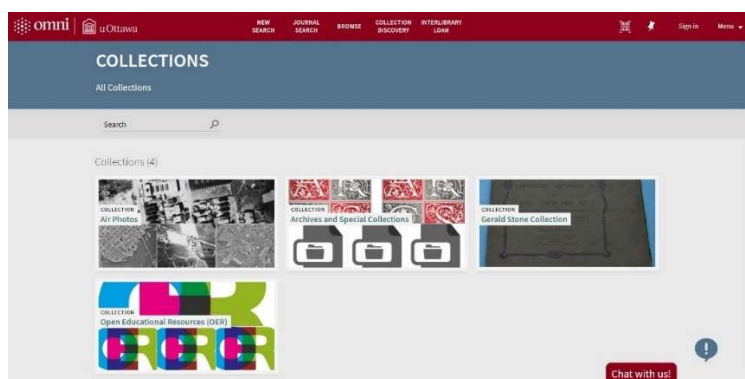 omni uOttawa
NEW SEARCH
JOURNAL SEARCH
BROWSE
COLLECTION DISCOVERY
INTERLIBRARY LOAN
Sign in
Menu
COLLECTIONS
All Collections
Search
Collections (4)
COLLECTION
Air Photos
COLLECTION
Archives and Special Collections
COLLECTION
Gerald Stone Collection
COLLECTION
Open Educational Resources (OER)
Chat with us!